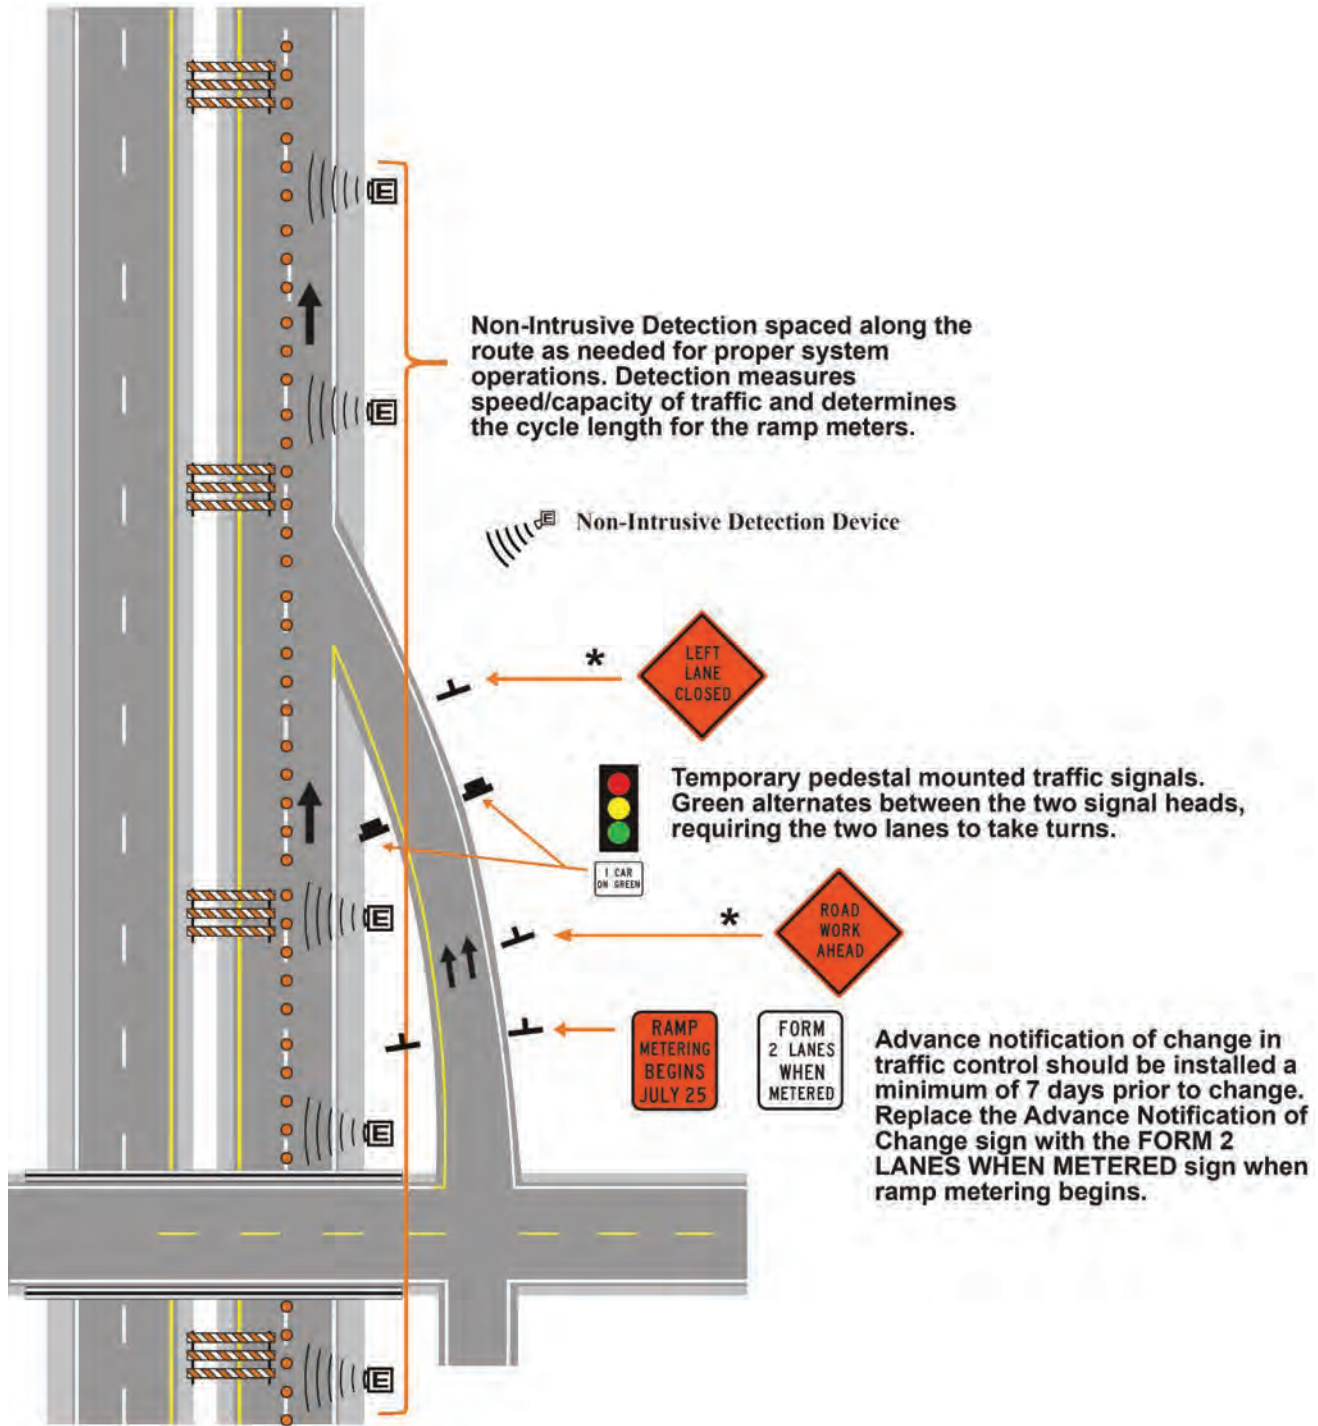 E
E
Non-Intrusive Detection spaced along the
route as needed for proper system
operations. Detection measures
speed/capacity of traffic and determines
the cycle length for the ramp meters.
E
Non-Intrusive Detection Device
*
LEFT
LANE
CLOSED
Temporary pedestal mounted traffic signals.
Green alternates between the two signal heads,
requiring the two lanes to take turns.
1 CAR
ON GREEN
E
*
ROAD
WORK
AHEAD
RAMP
METERING
BEGINS
JULY 25
FORM
2 LANES
WHEN
METERED
Advance notification of change in
traffic control should be installed a
minimum of 7 days prior to change.
Replace the Advance Notification of
Change sign with the FORM 2
LANES WHEN METERED sign when
ramp metering begins.
E
E